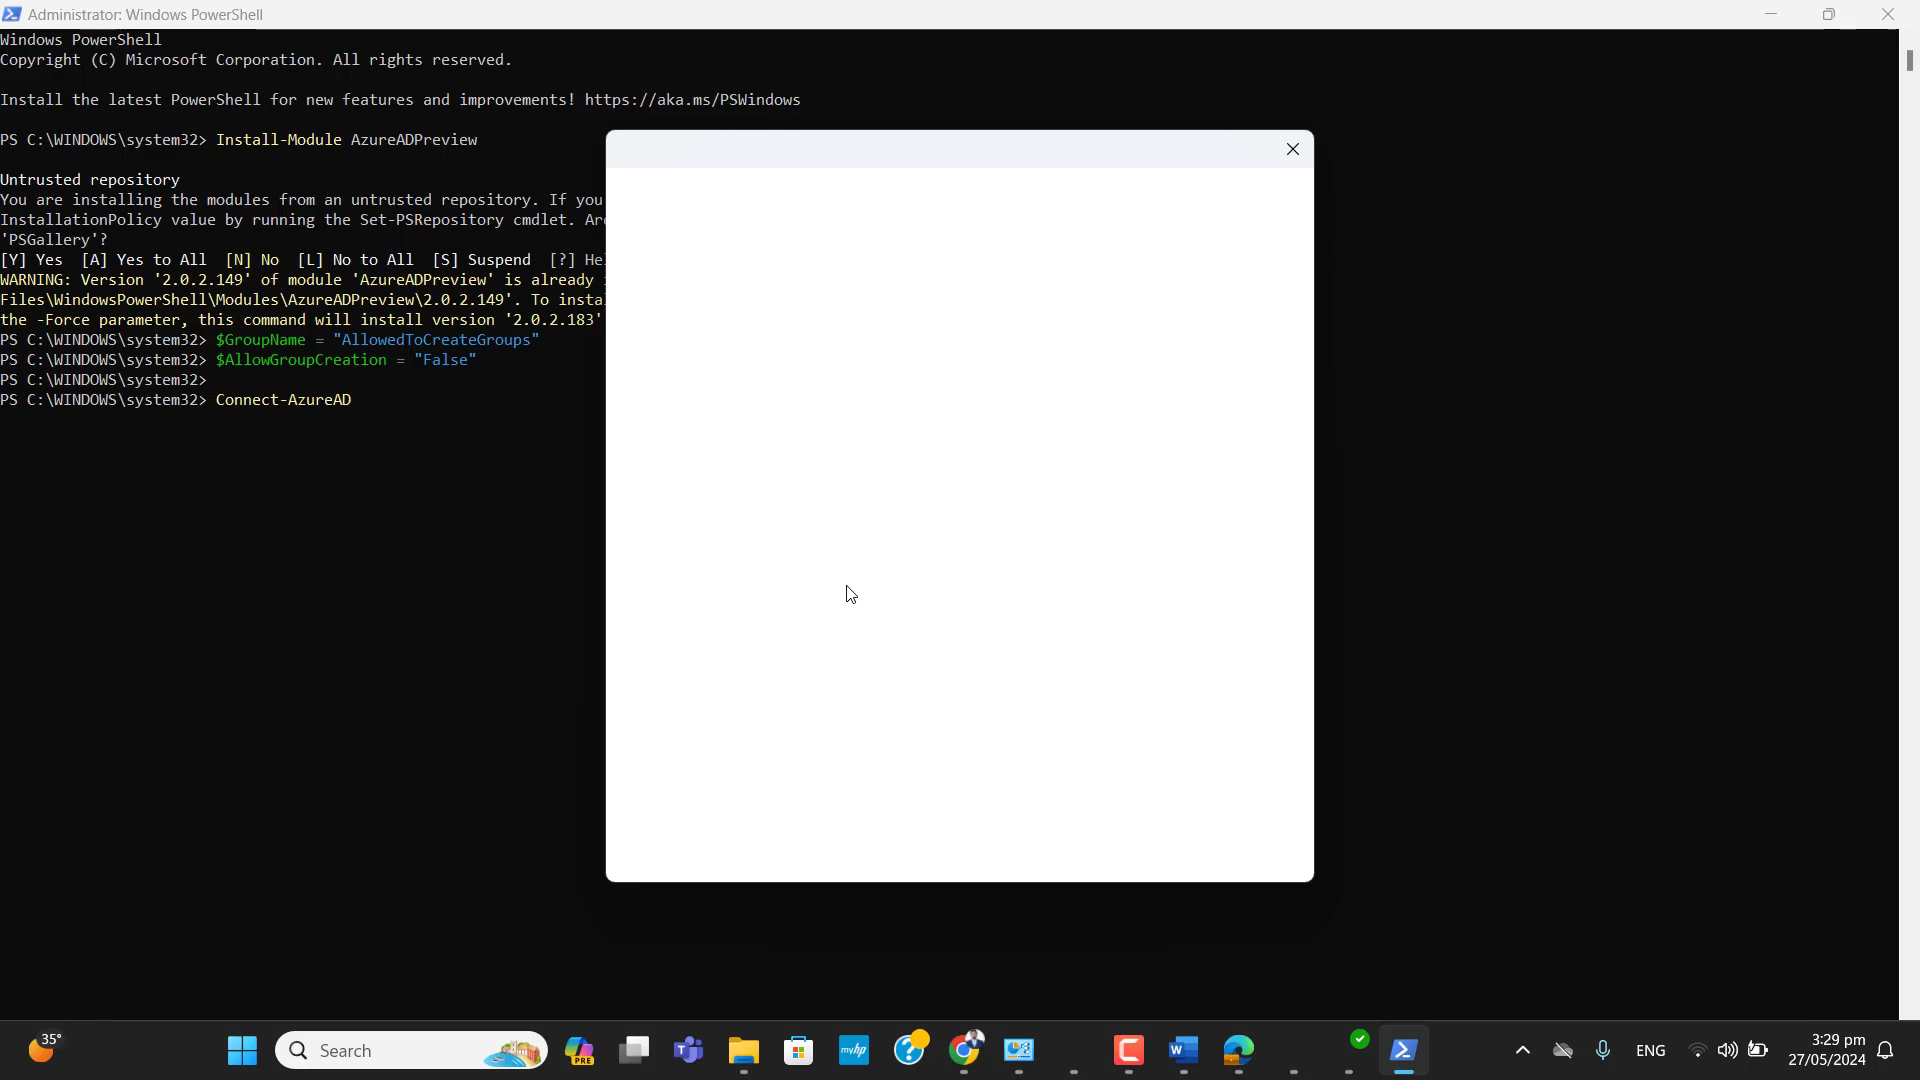 Administrator: Windows PowerShell
Windows PowerShell
Copyright (C) Microsoft Corporation. All rights reserved.
Install the latest PowerShell for new features and improvements! https://aka.ms/PSWindows
PS C:\WINDOWS\system32> Install-Module AzureADPreview
Untrusted repository
You are installing the modules from an untrusted repository. If you
InstallationPolicy value by running the Set-PSRepository cmdlet. Are
'PSGallery'?
[Y] Yes  [A] Yes to All  [N] No  [L] No to All  [S] Suspend  [?] Hel
WARNING: Version '2.0.2.149' of module 'AzureADPreview' is already
Files\WindowsPowerShell\Modules\AzureADPreview\2.0.2.149'. To instal
the -Force parameter, this command will install version '2.0.2.183'
PS C:\WINDOWS\system32> $GroupName = "AllowedToCreateGroups"
PS C:\WINDOWS\system32> $AllowGroupCreation = "False"
PS C:\WINDOWS\system32>
PS C:\WINDOWS\system32> Connect-AzureAD
35°
Search
PRE
myhp
ENG
3:29 pm
27/05/2024